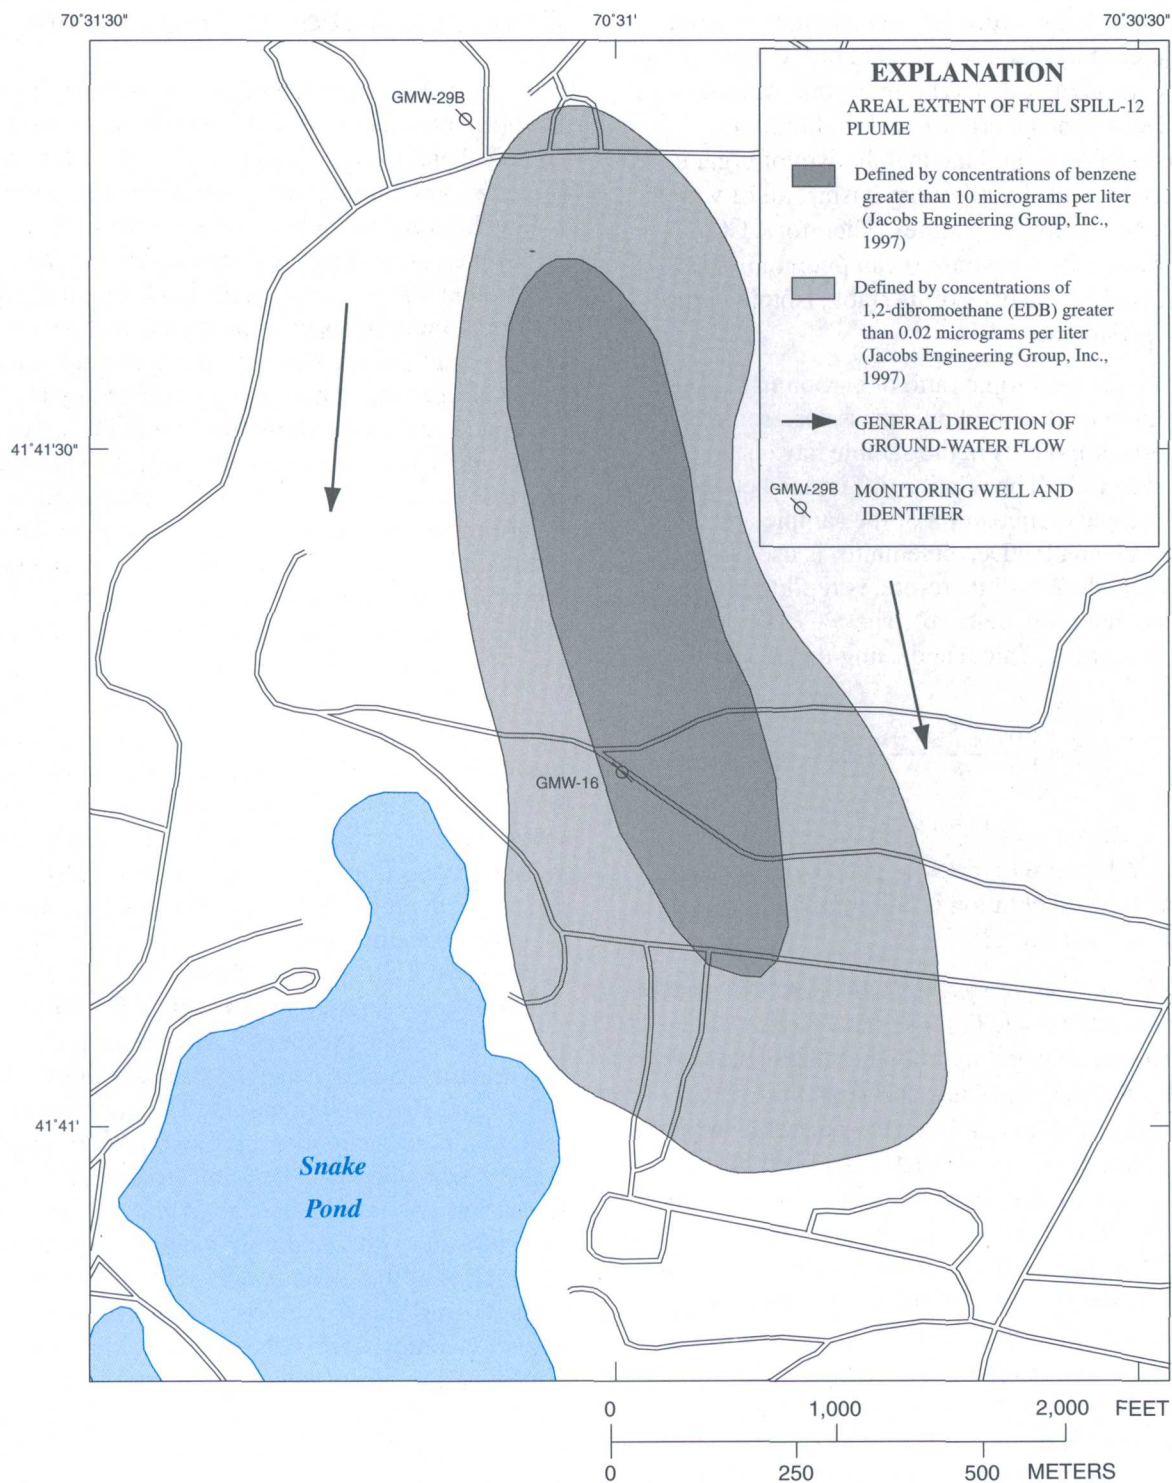 70°31'30"
70°31'
70°30'30"
GMW-29B
EXPLANATION
AREAL EXTENT OF FUEL SPILL-12
PLUME
Defined by concentrations of benzene
greater than 10 micrograms per liter
(Jacobs Engineering Group, Inc.,
1997)
Defined by concentrations of
1,2-dibromoethane (EDB) greater
than 0.02 micrograms per liter
(Jacobs Engineering Group, Inc.,
1997)
GENERAL DIRECTION OF
GROUND-WATER FLOW
GMW-29B
MONITORING WELL AND
IDENTIFIER
41°41'30"
GMW-16
41°41'
Snake
Pond
0 1,000 2,000 FEET
0 250 500 METERS